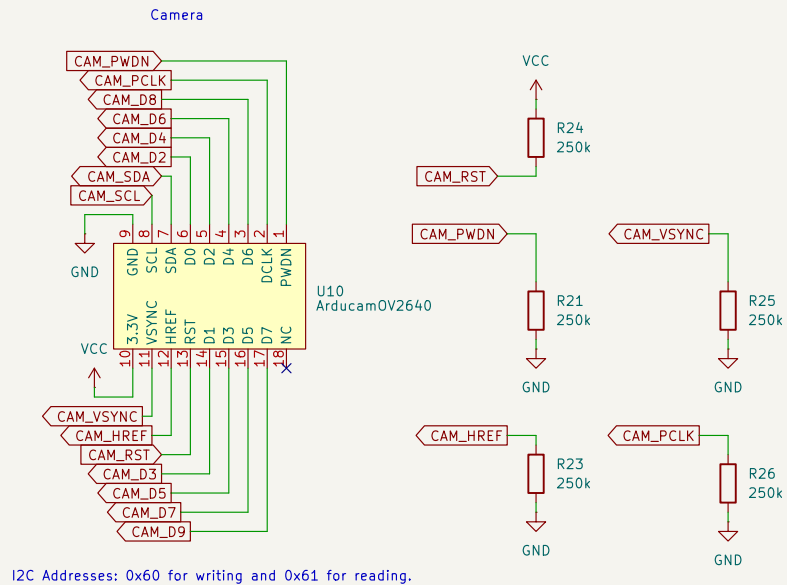 Camera
CAM_PWDN
CAM_PCLK
CAM_D8
CAM_D6
CAM_D4
CAM_D2
CAM_SDA
CAM_SCL
GND
9
8
7
6
5
4
3
2
1
GND
SCL
SDA
D0
D2
D4
D6
DCLK
PWDN
U10
ArducamOV2640
3.3V
VSYNC
HREF
RST
D1
D3
D5
D7
NC
10
11
12
13
14
15
16
17
18
VCC
CAM_VSYNC
CAM_HREF
CAM_RST
CAM_D3
CAM_D5
CAM_D7
CAM_D9
VCC
R24
250k
CAM_RST
CAM_PWDN
R21
250k
GND
CAM_VSYNC
R25
250k
GND
CAM_HREF
R23
250k
GND
CAM_PCLK
R26
250k
GND
I2C Addresses: 0x60 for writing and 0x61 for reading.